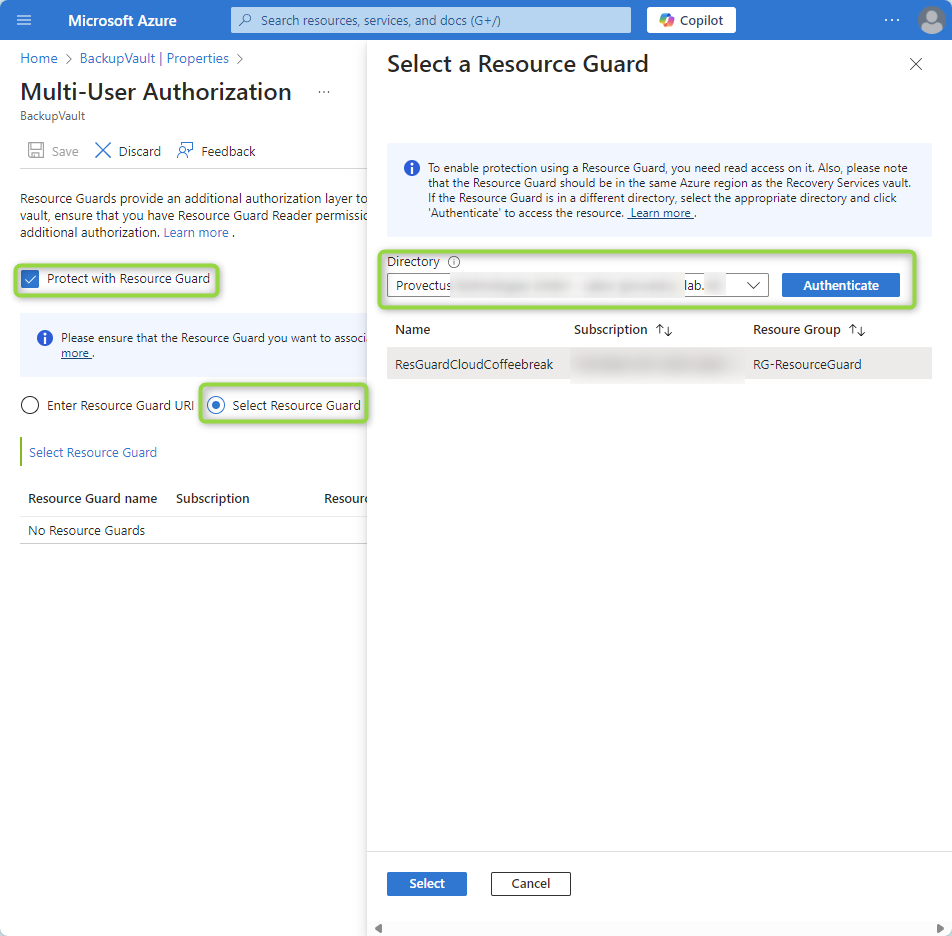 Microsoft Azure
Search resources, services, and docs (G+/)
Copilot
Home > BackupVault | Properties >
Multi-User Authorization
BackupVault
Save Discard Feedback
Resource Guards provide an additional authorization layer to
vault, ensure that you have Resource Guard Reader permissio
additional authorization. Learn more .
Protect with Resource Guard
Please ensure that the Resource Guard you want to associ
more .
Enter Resource Guard URI
Select Resource Guard
Select Resource Guard
Resource Guard name Subscription Resour
No Resource Guards
Select a Resource Guard
To enable protection using a Resource Guard, you need read access on it. Also, please note
that the Resource Guard should be in the same Azure region as the Recovery Services vault.
If the Resource Guard is in a different directory, select the appropriate directory and click
'Authenticate' to access the resource. Learn more .
Directory
Provectus lab.
Authenticate
Name Subscription Resoure Group
ResGuardCloudCoffeebreak RG-ResourceGuard
Select Cancel